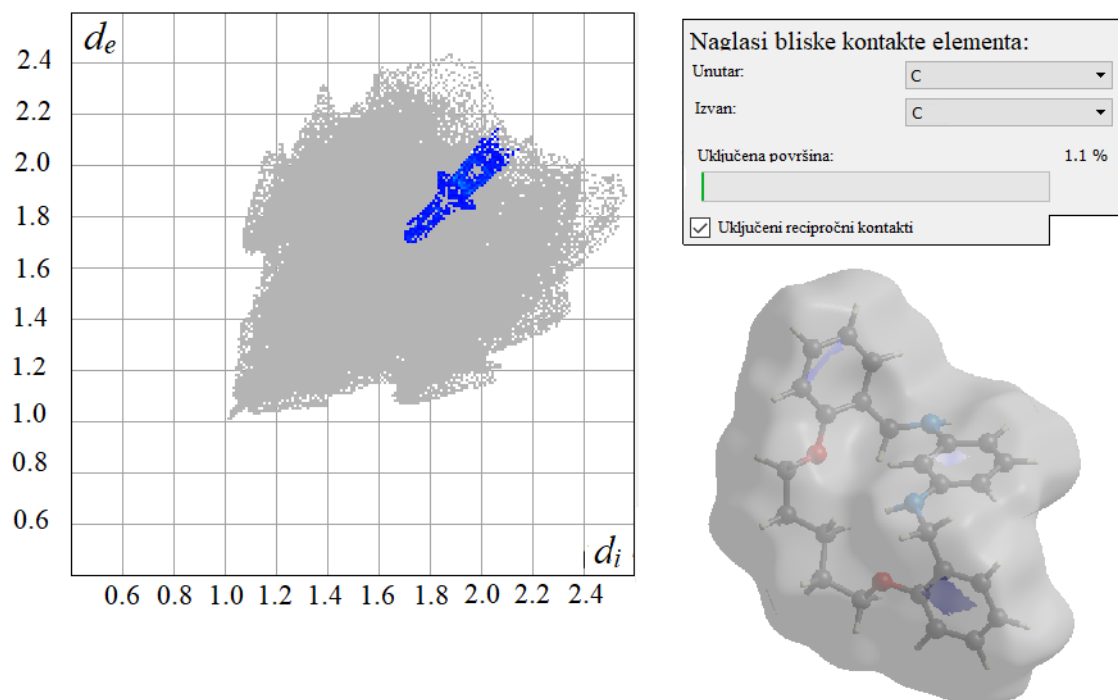 d_e
2.4
2.2
2.0
1.8
1.6
1.4
1.2
1.0
0.8
0.6
d_i
0.6 0.8 1.0 1.2 1.4 1.6 1.8 2.0 2.2 2.4
Naglasi bliske kontakte elementa:
Unutar: C
Izvan: C
Uključena površina: 1.1 %
Uključeni recipročni kontakti